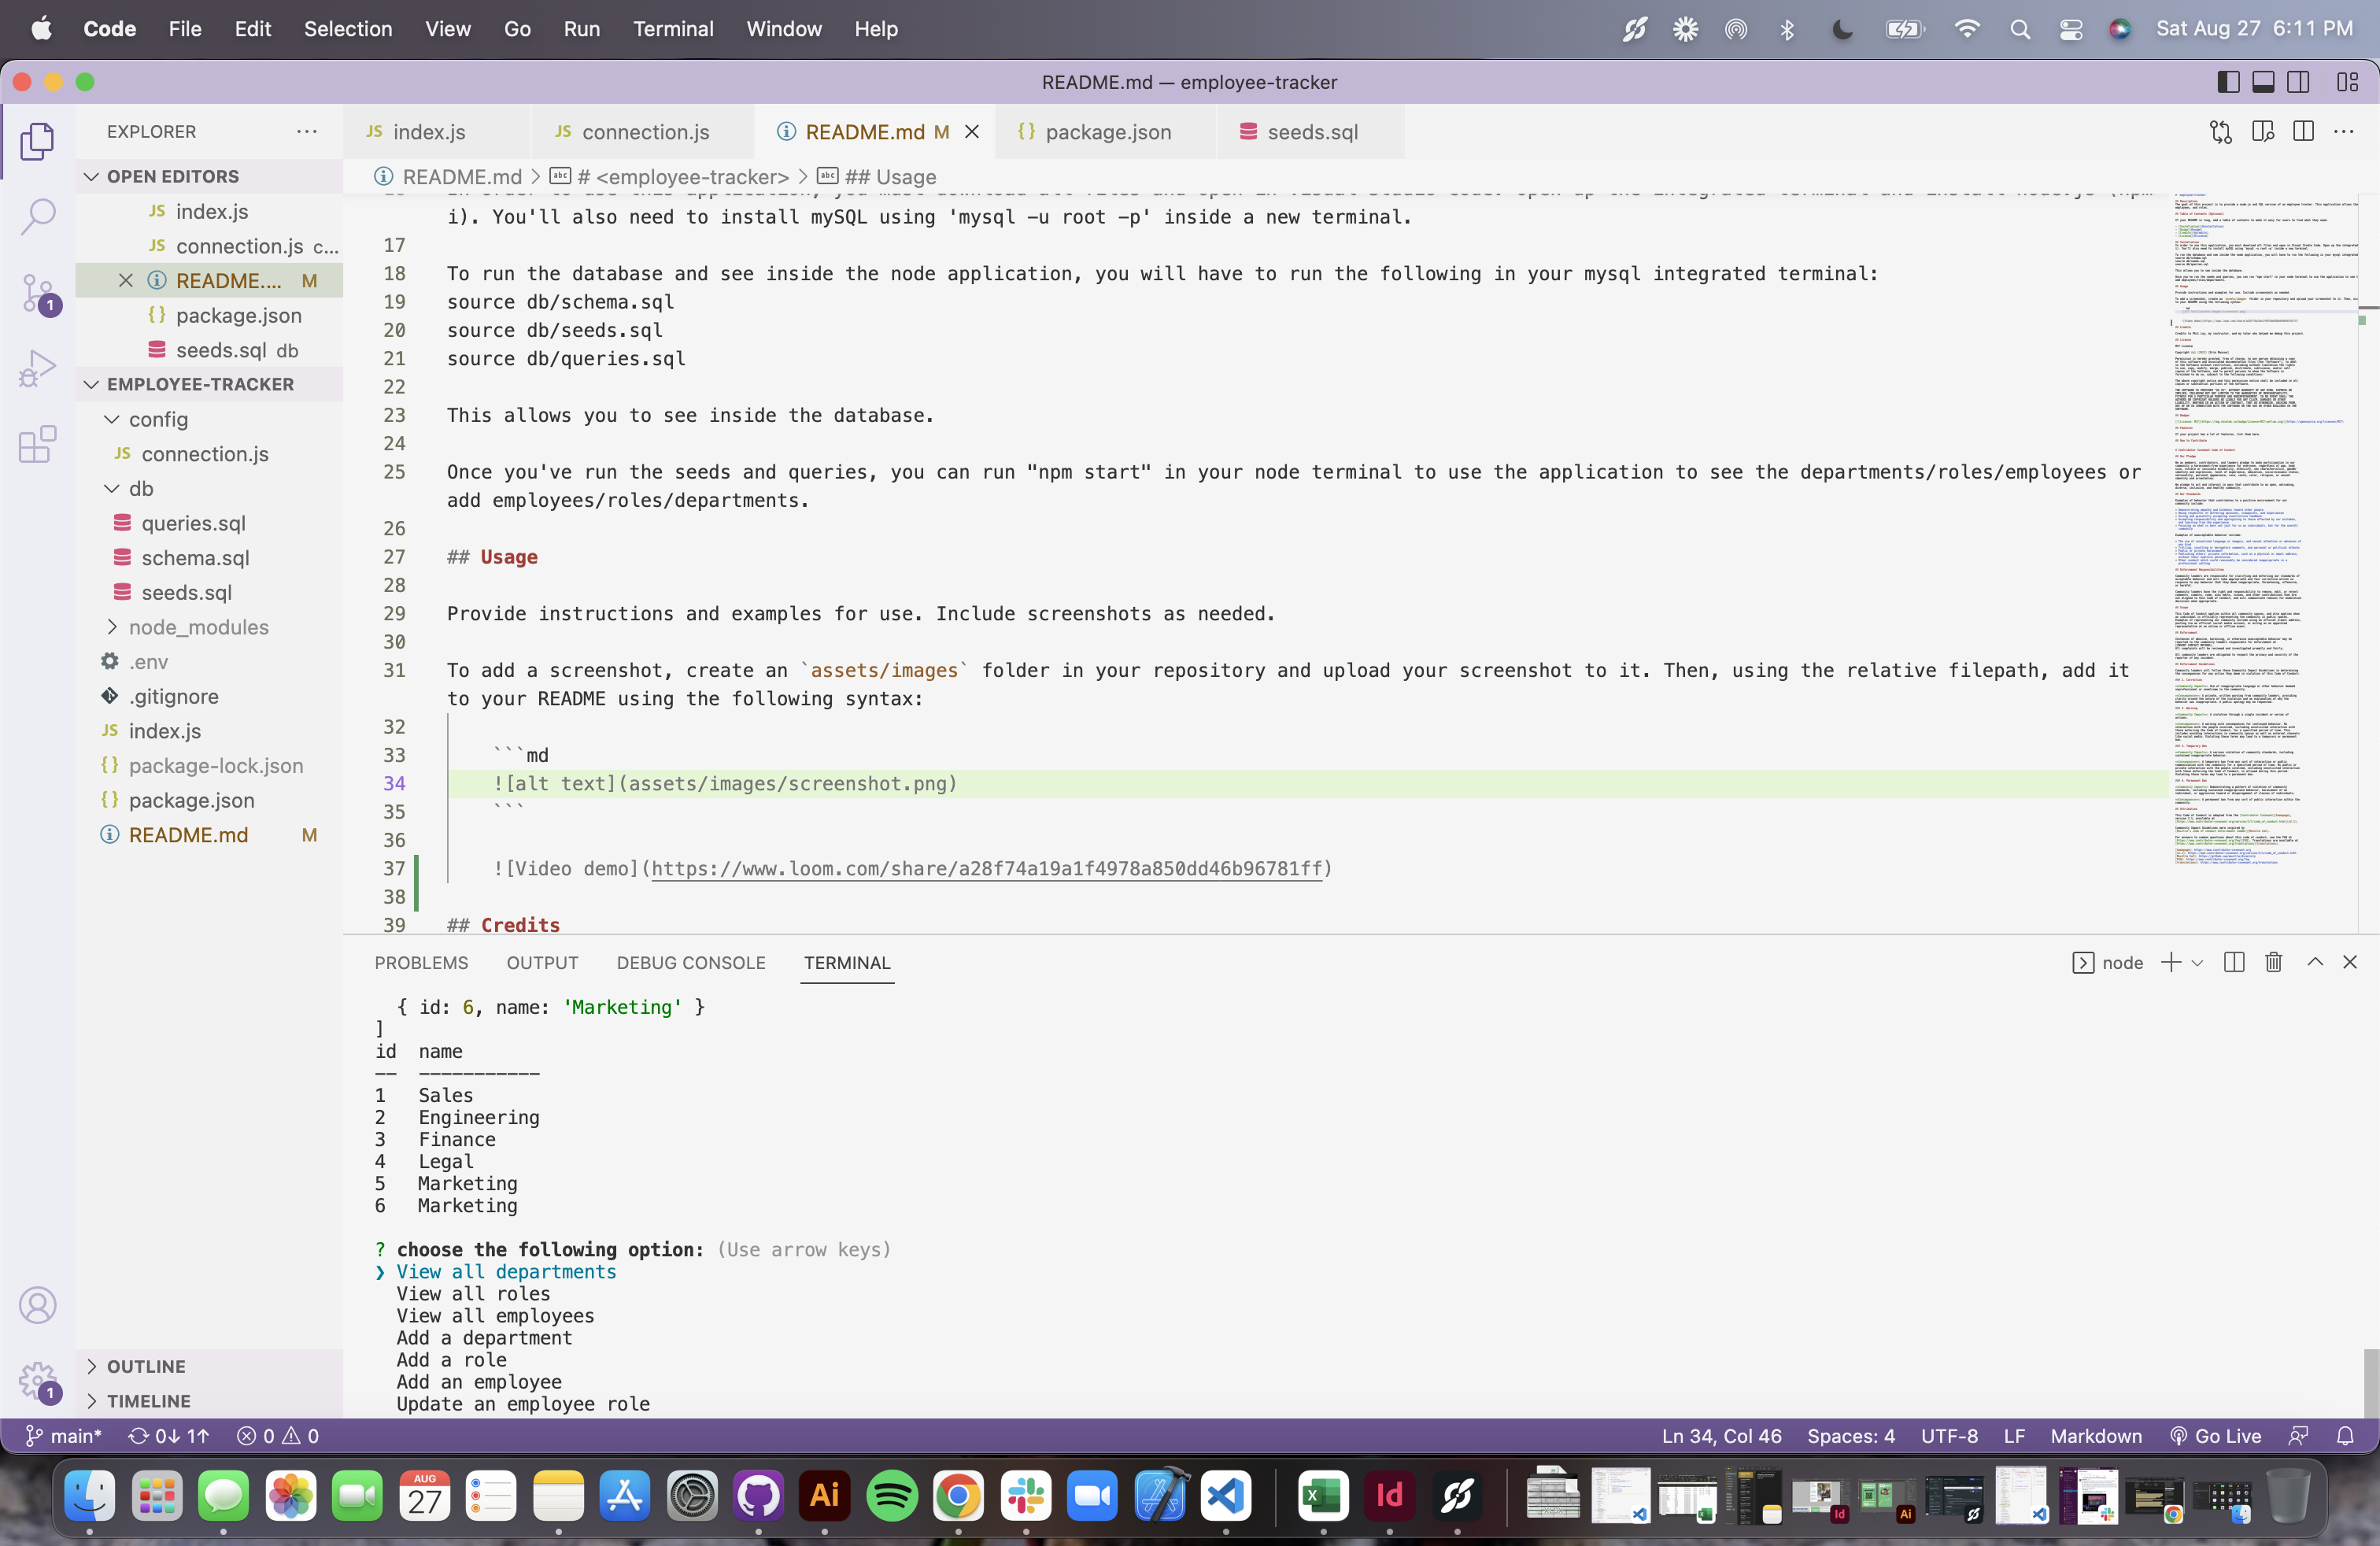 Code File Edit Selection View Go Run Terminal Window Help Sat Aug 27 6:11 PM
README.md — employee-tracker
EXPLORER
index.js connection.js README.md M package.json seeds.sql
README.md > # <employee-tracker> > ## Usage
OPEN EDITORS
index.js
connection.js c...
README.... M
package.json
seeds.sql db
EMPLOYEE-TRACKER
config
connection.js
db
queries.sql
schema.sql
seeds.sql
node_modules
.env
.gitignore
index.js
package-lock.json
package.json
README.md M
OUTLINE
TIMELINE
i). You'll also need to install mySQL using 'mysql -u root -p' inside a new terminal.
17
18 To run the database and see inside the node application, you will have to run the following in your mysql integrated terminal:
19 source db/schema.sql
20 source db/seeds.sql
21 source db/queries.sql
22
23 This allows you to see inside the database.
24
25 Once you've run the seeds and queries, you can run "npm start" in your node terminal to use the application to see the departments/roles/employees or
add employees/roles/departments.
26
27 ## Usage
28
29 Provide instructions and examples for use. Include screenshots as needed.
30
31 To add a screenshot, create an `assets/images` folder in your repository and upload your screenshot to it. Then, using the relative filepath, add it
to your README using the following syntax:
32
33 ```md
34 ![alt text](assets/images/screenshot.png)
35 ```
36
37 ![Video demo](https://www.loom.com/share/a28f74a19a1f4978a850dd46b96781ff)
38
39 ## Credits
PROBLEMS OUTPUT DEBUG CONSOLE TERMINAL node
{ id: 6, name: 'Marketing' }
]
id name
-- -----------
1 Sales
2 Engineering
3 Finance
4 Legal
5 Marketing
6 Marketing
? choose the following option: (Use arrow keys)
❯ View all departments
View all roles
View all employees
Add a department
Add a role
Add an employee
Update an employee role
main* 0↓ 1↑ 0 0 Ln 34, Col 46 Spaces: 4 UTF-8 LF Markdown Go Live
AUG
27
Ai
Id